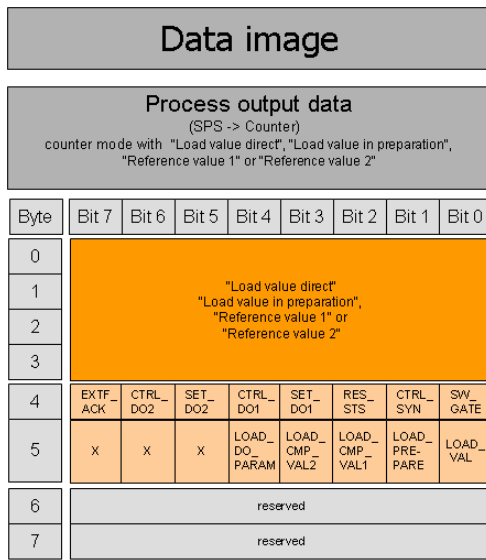 Data image
Process output data
(SPS -> Counter)
counter mode with "Load value direct", "Load value in preparation",
"Reference value 1" or "Reference value 2"
Byte Bit 7 Bit 6 Bit 5 Bit 4 Bit 3 Bit 2 Bit 1 Bit 0
0
1
2
3
"Load value direct"
"Load value in preparation",
"Reference value 1" or
"Reference value 2"
4 EXTF_ CTRL_ SET_ CTRL_ SET_ RES_ CTRL_ SW_
ACK DO2 DO2 DO1 DO1 STS SYN GATE
LOAD_ LOAD_ LOAD_ LOAD_ LOAD_
5 X X X DO_ CMP_ CMP_ PRE- VAL
PARAM VAL2 VAL1 PARE
6 reserved
7 reserved